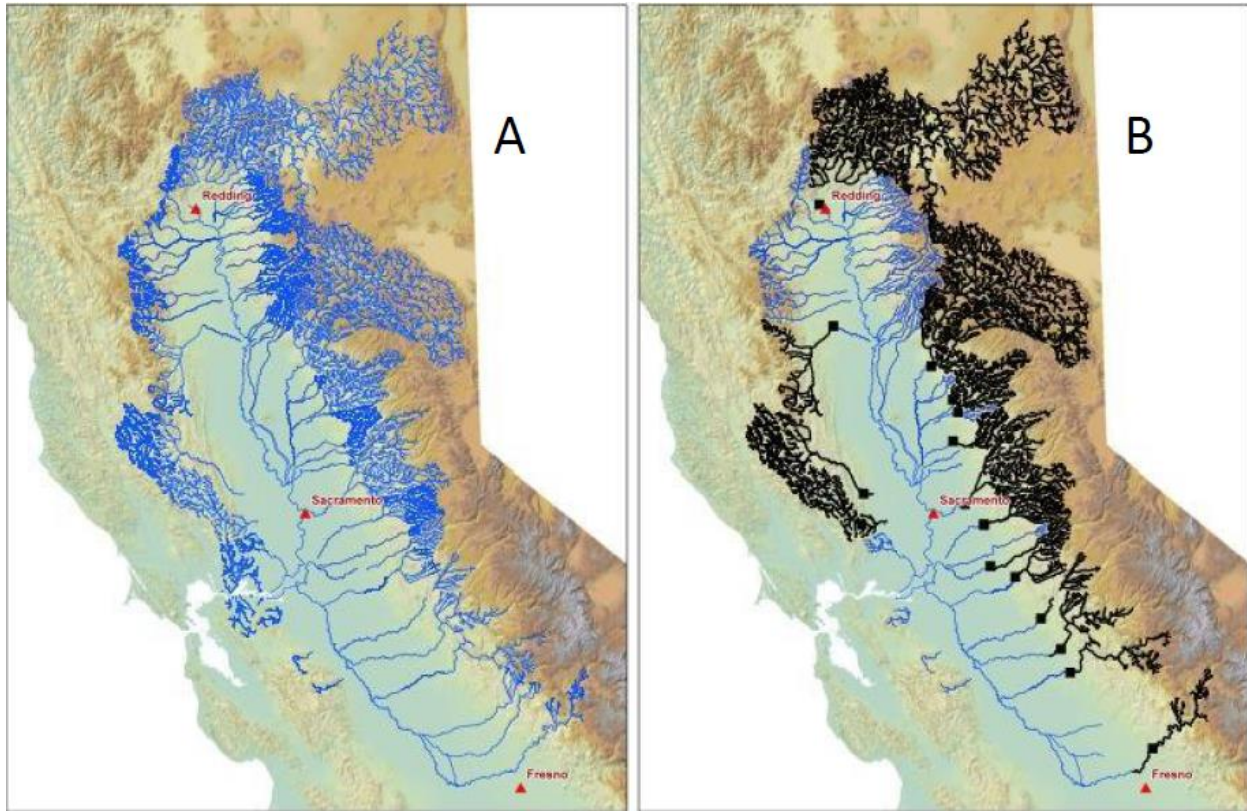 A
B
Redding
Redding
Sacramento
Sacramento
Fresno
Fresno